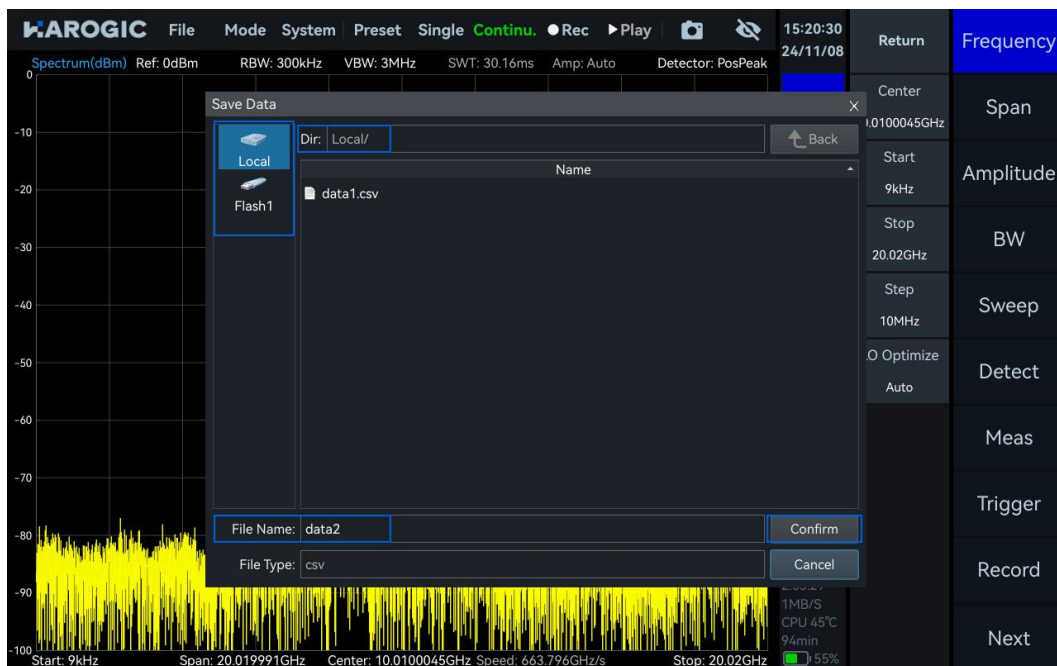 HAROGIC File Mode System Preset Single Continu. Rec Play 15:20:30
24/11/08
Spectrum(dBm) Ref: 0dBm RBW: 300kHz VBW: 3MHz SWT: 30.16ms Amp: Auto Detector: PosPeak
0
-10
-20
-30
-40
-50
-60
-70
-80
-90
-100
Save Data X
Local
Flash1
Dir: Local/ Back
Name
data1.csv
File Name: data2 Confirm
File Type: csv Cancel
1MB/S
CPU 45℃
94min
55%
Start: 9kHz Span: 20.019991GHz Center: 10.0100045GHz Speed: 663.796GHz/s Stop: 20.02GHz
Return
Center
.0100045GHz
Start
9kHz
Stop
20.02GHz
Step
10MHz
O Optimize
Auto
Frequency
Span
Amplitude
BW
Sweep
Detect
Meas
Trigger
Record
Next